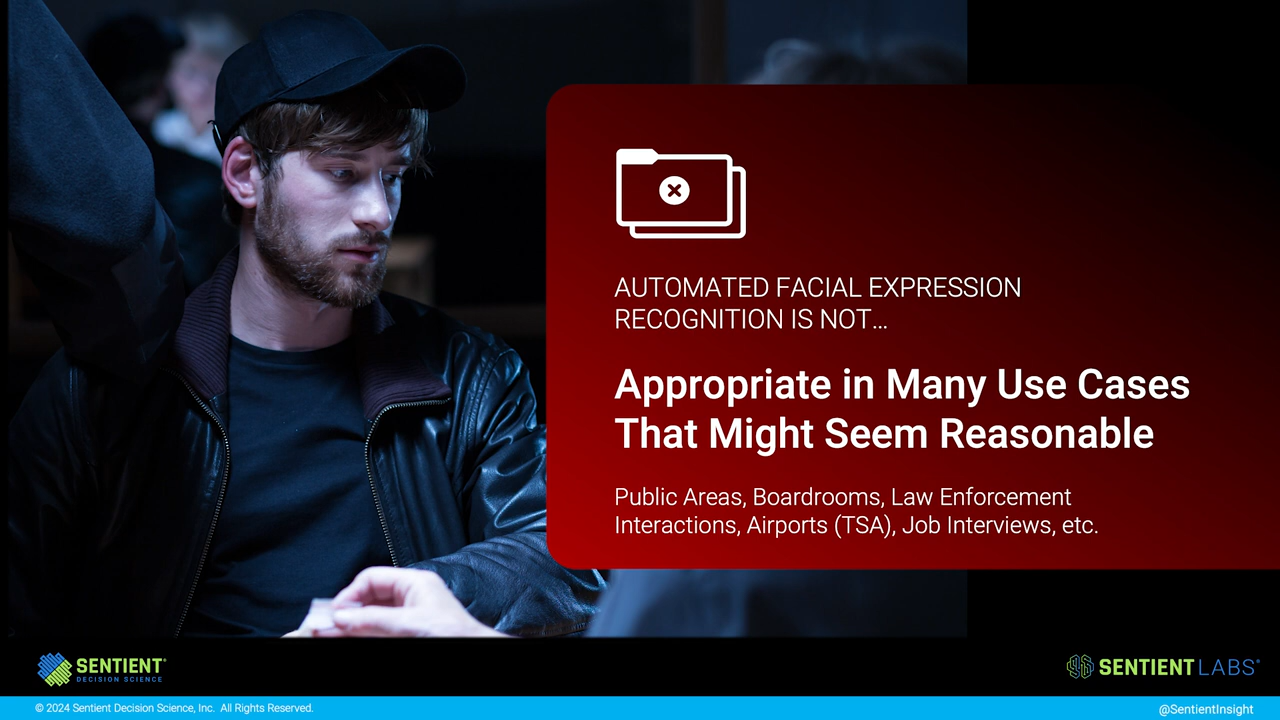 AUTOMATED FACIAL EXPRESSION
RECOGNITION IS NOT...
Appropriate in Many Use Cases
That Might Seem Reasonable
Public Areas, Boardrooms, Law Enforcement
Interactions, Airports (TSA), Job Interviews, etc.
SENTIENT®
DECISION SCIENCE
SENTIENT LABS®
© 2024 Sentient Decision Science, Inc. All Rights Reserved.
@SentientInsight